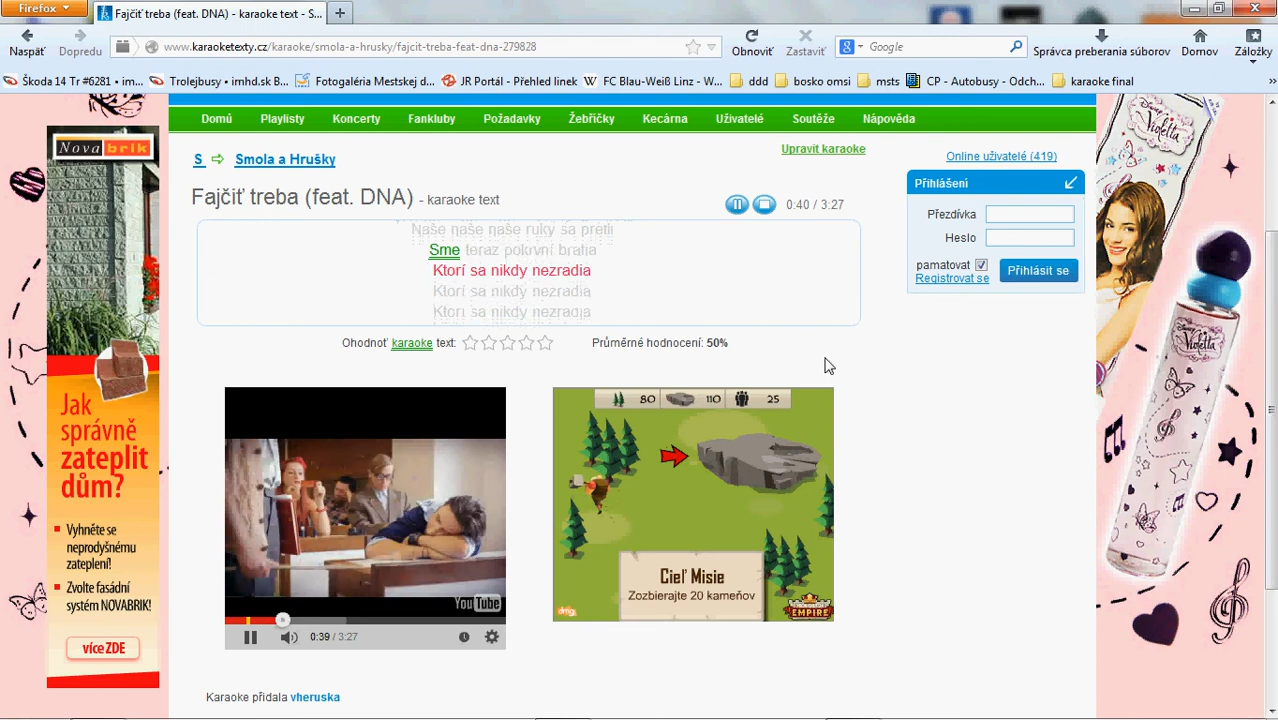 Firefox
Fajčiť treba (feat. DNA) - karaoke text - S...
Naspäť
Dopredu
www.karaoketexty.cz/karaoke/smola-a-hrusky/fajcit-treba-feat-dna-279828
Obnoviť
Zastaviť
Google
Správca preberania súborov
Domov
Záložky
Škoda 14 Tr #6281 • im...
Trolejbusy • imhd.sk B...
Fotogaléria Mestskej d...
JR Portál - Přehled linek
FC Blau-Weiß Linz - W...
ddd
bosko omsi
msts
CP - Autobusy - Odch...
karaoke final
Domů
Playlisty
Koncerty
Fankluby
Požadavky
Žebříčky
Kecárna
Uživatelé
Soutěže
Nápověda
S
Smola a Hrušky
Upravit karaoke
Online uživatelé (419)
Fajčiť treba (feat. DNA) - karaoke text
0:40 / 3:27
Naše naše naše ruky sa pretli
Sme teraz pokrvní bratia
Ktorí sa nikdy nezradia
Ktorí sa nikdy nezradia
Ktorí sa nikdy nezradia
Ohodnoť karaoke text:
Průměrné hodnocení: 50%
Přihlášení
Přezdívka
Heslo
pamatovat
Registrovat se
Přihlásit se
Nova brik
Jak
správně
zateplit
dům?
Vyhněte se
neprodyšnému
zateplení!
Zvolte fasádní
systém NOVABRIK!
více ZDE
YouTube
0:39 / 3:27
80
110
25
Cieľ Misie
Zozbierajte 20 kameňov
dmg
EMPIRE
Disney
Violetta
Disney
Violetta
Karaoke přidala vheruska